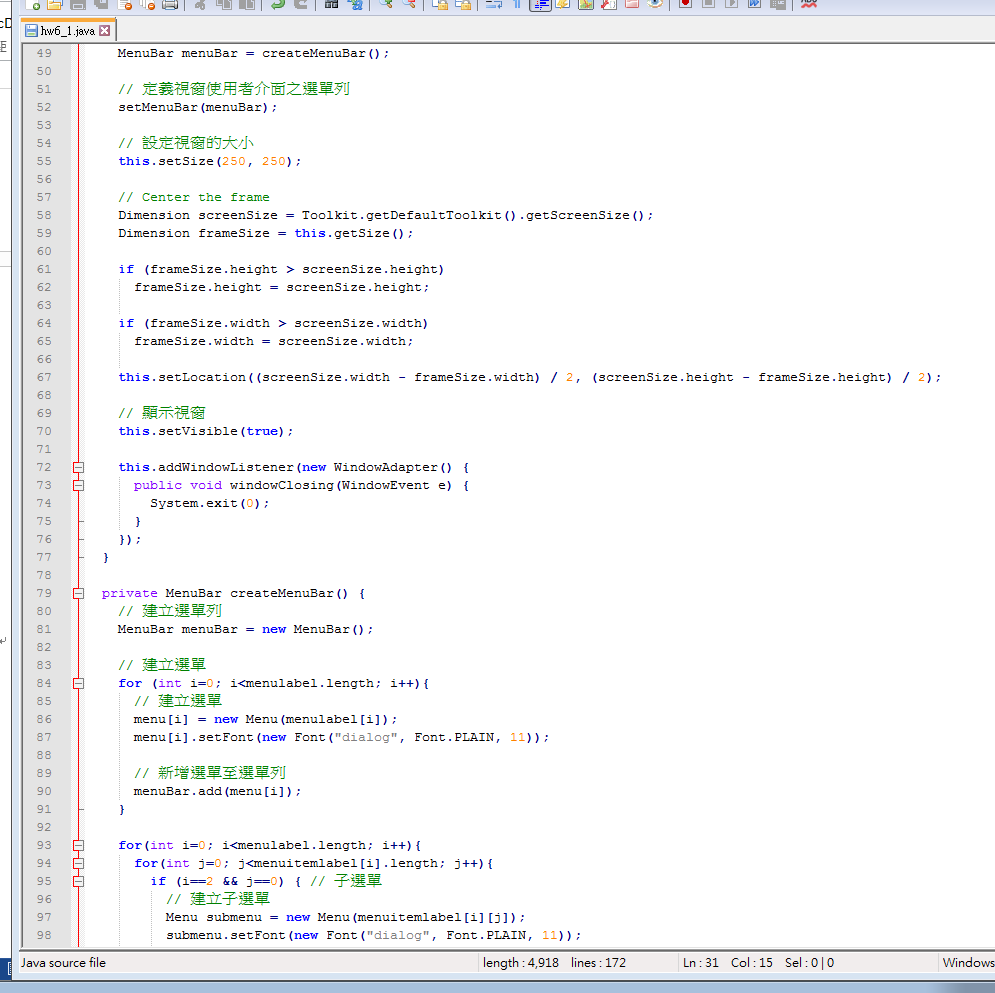 hw6_1.java
49 MenuBar menuBar = createMenuBar();
50
51 // 定義視窗使用者介面之選單列
52 setMenuBar(menuBar);
53
54 // 設定視窗的大小
55 this.setSize(250, 250);
56
57 // Center the frame
58 Dimension screenSize = Toolkit.getDefaultToolkit().getScreenSize();
59 Dimension frameSize = this.getSize();
60
61 if (frameSize.height > screenSize.height)
62 frameSize.height = screenSize.height;
63
64 if (frameSize.width > screenSize.width)
65 frameSize.width = screenSize.width;
66
67 this.setLocation((screenSize.width - frameSize.width) / 2, (screenSize.height - frameSize.height) / 2);
68
69 // 顯示視窗
70 this.setVisible(true);
71
72 this.addWindowListener(new WindowAdapter() {
73 public void windowClosing(WindowEvent e) {
74 System.exit(0);
75 }
76 });
77 }
78
79 private MenuBar createMenuBar() {
80 // 建立選單列
81 MenuBar menuBar = new MenuBar();
82
83 // 建立選單
84 for (int i=0; i<menulabel.length; i++){
85 // 建立選單
86 menu[i] = new Menu(menulabel[i]);
87 menu[i].setFont(new Font("dialog", Font.PLAIN, 11));
88
89 // 新增選單至選單列
90 menuBar.add(menu[i]);
91 }
92
93 for(int i=0; i<menulabel.length; i++){
94 for(int j=0; j<menuitemlabel[i].length; j++){
95 if (i==2 && j==0) { // 子選單
96 // 建立子選單
97 Menu submenu = new Menu(menuitemlabel[i][j]);
98 submenu.setFont(new Font("dialog", Font.PLAIN, 11));
Java source file length : 4,918 lines : 172 Ln : 31 Col : 15 Sel : 0 | 0 Windows